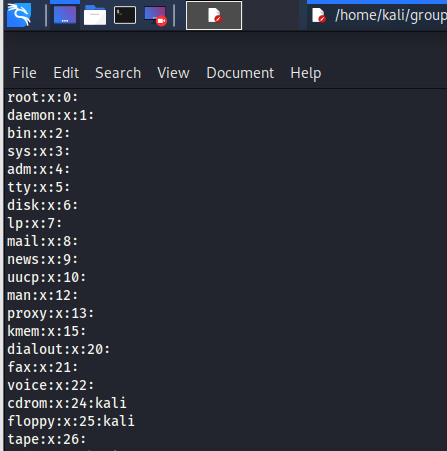 /home/kali/group
File Edit Search View Document Help
root:x:0:
daemon:x:1:
bin:x:2:
sys:x:3:
adm:x:4:
tty:x:5:
disk:x:6:
lp:x:7:
mail:x:8:
news:x:9:
uucp:x:10:
man:x:12:
proxy:x:13:
kmem:x:15:
dialout:x:20:
fax:x:21:
voice:x:22:
cdrom:x:24:kali
floppy:x:25:kali
tape:x:26: